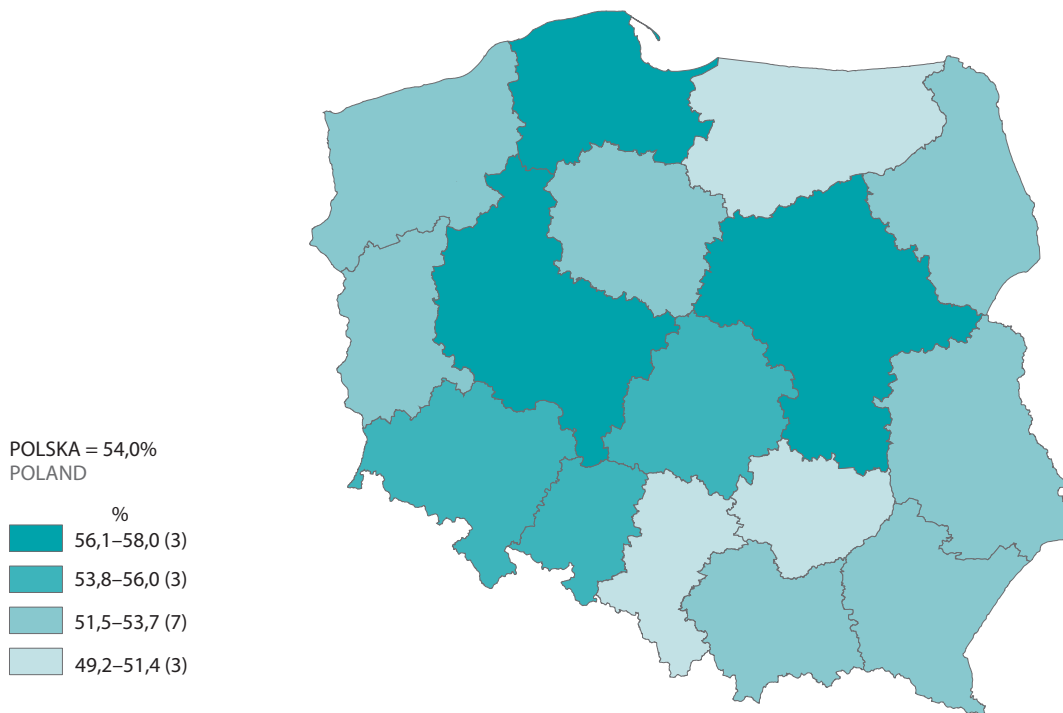 POLSKA = 54,0%
POLAND
%
56,1–58,0 (3)
53,8–56,0 (3)
51,5–53,7 (7)
49,2–51,4 (3)